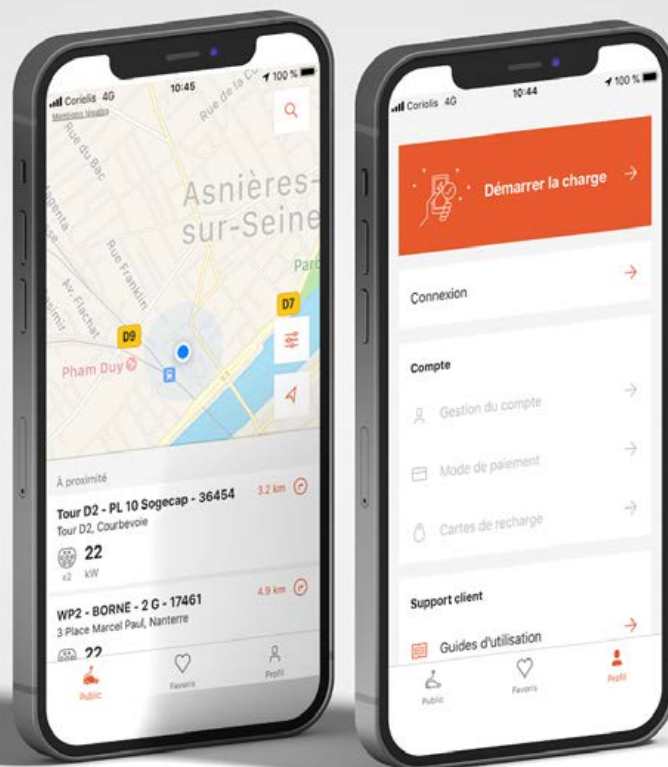 Coriolis 4G
10:45
100 %
Mentions légales
Rue du Bac
Rue de la Co
Asnières-
sur-Seine
Rue Franklin
Av. Flachat
Parc
D7
D9
Pham Duy
À proximité
Tour D2 - PL 10 Sogecap - 36454
3.2 km
Tour D2, Courbevoie
22
x2 kW
WP2 - BORNE - 2 G - 17461
4.9 km
3 Place Marcel Paul, Nanterre
22
Public
Favoris
Profil
Coriolis 4G
10:44
100 %
Démarrer la charge
Connexion
Compte
Gestion du compte
Mode de paiement
Cartes de recharge
Support client
Guides d'utilisation
Public
Favoris
Profil